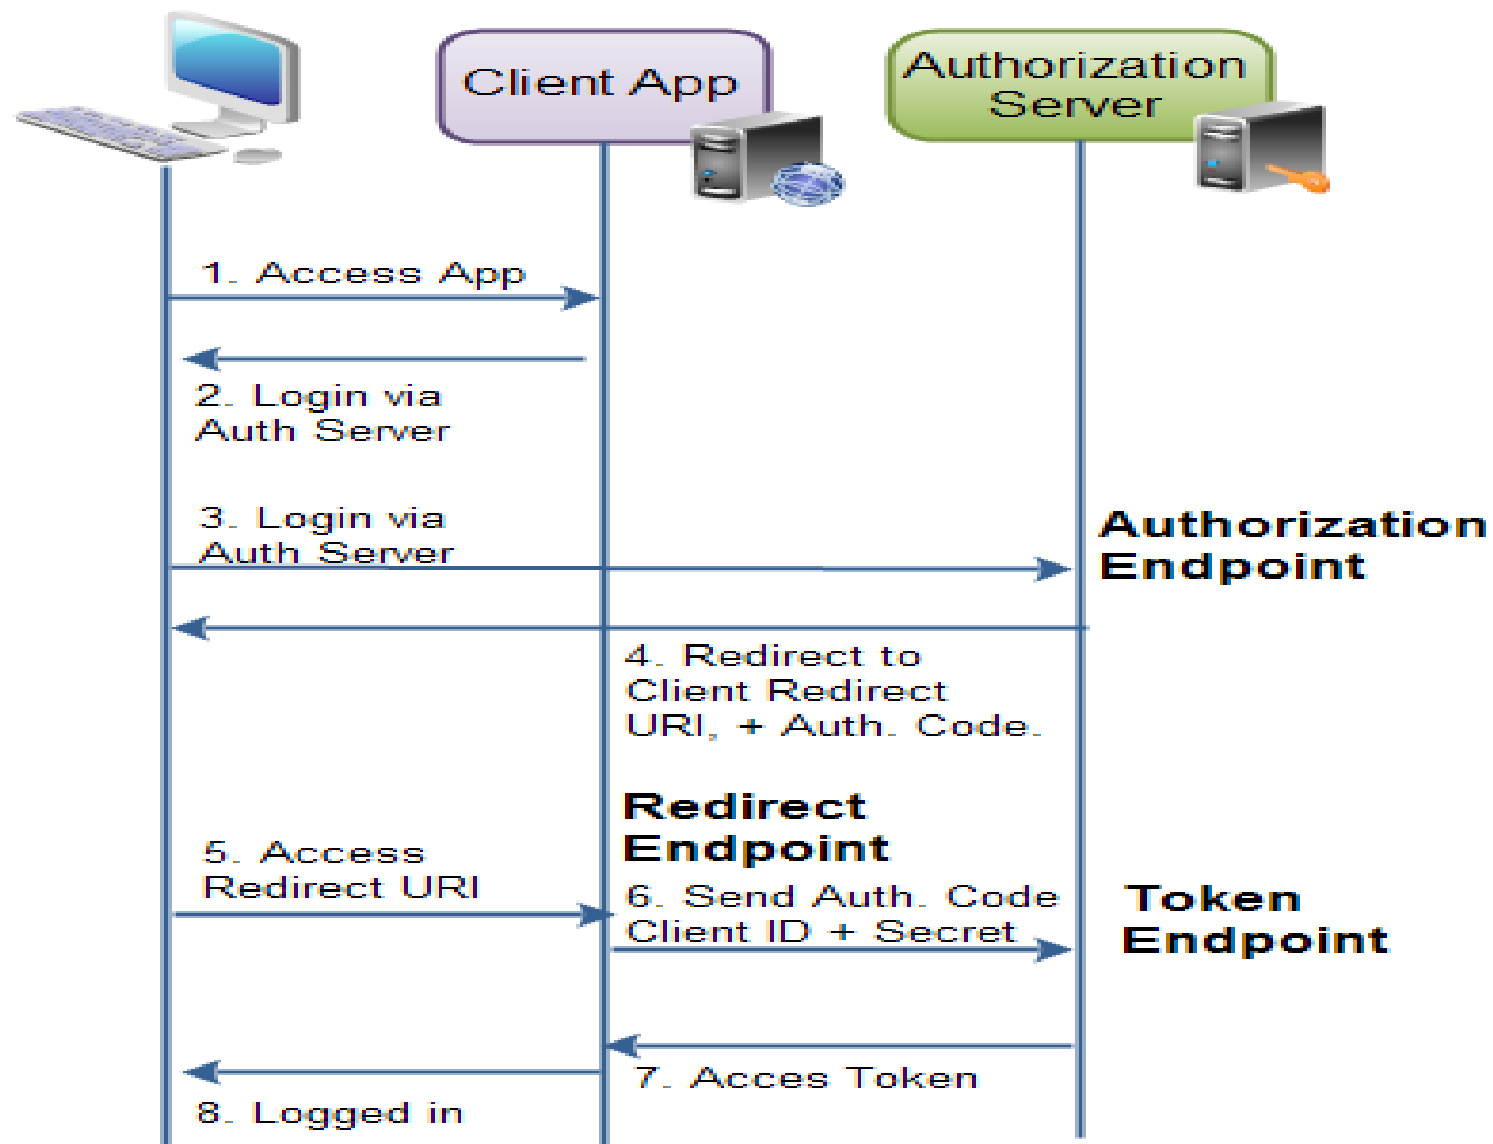 Client App
Authorization
Server
1. Access App
2. Login via
Auth Server
3. Login via
Auth Server
Authorization
Endpoint
4. Redirect to
Client Redirect
URI, + Auth. Code.
Redirect
Endpoint
5. Access
Redirect URI
6. Send Auth. Code
Client ID + Secret
Token
Endpoint
7. Acces Token
8. Logged in